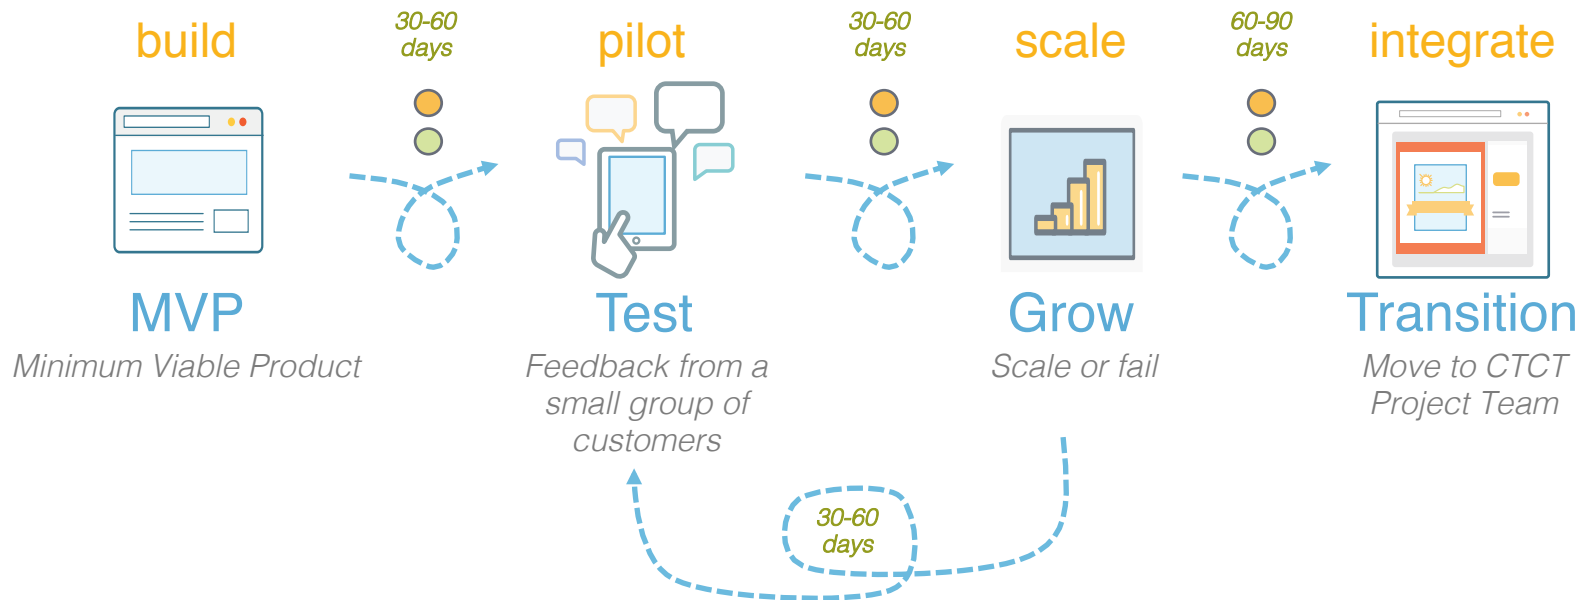 build
30-60
days
pilot
30-60
days
scale
60-90
days
integrate
MVP
Minimum Viable Product
Test
Feedback from a
small group of
customers
Grow
Scale or fail
Transition
Move to CTCT
Project Team
30-60
days